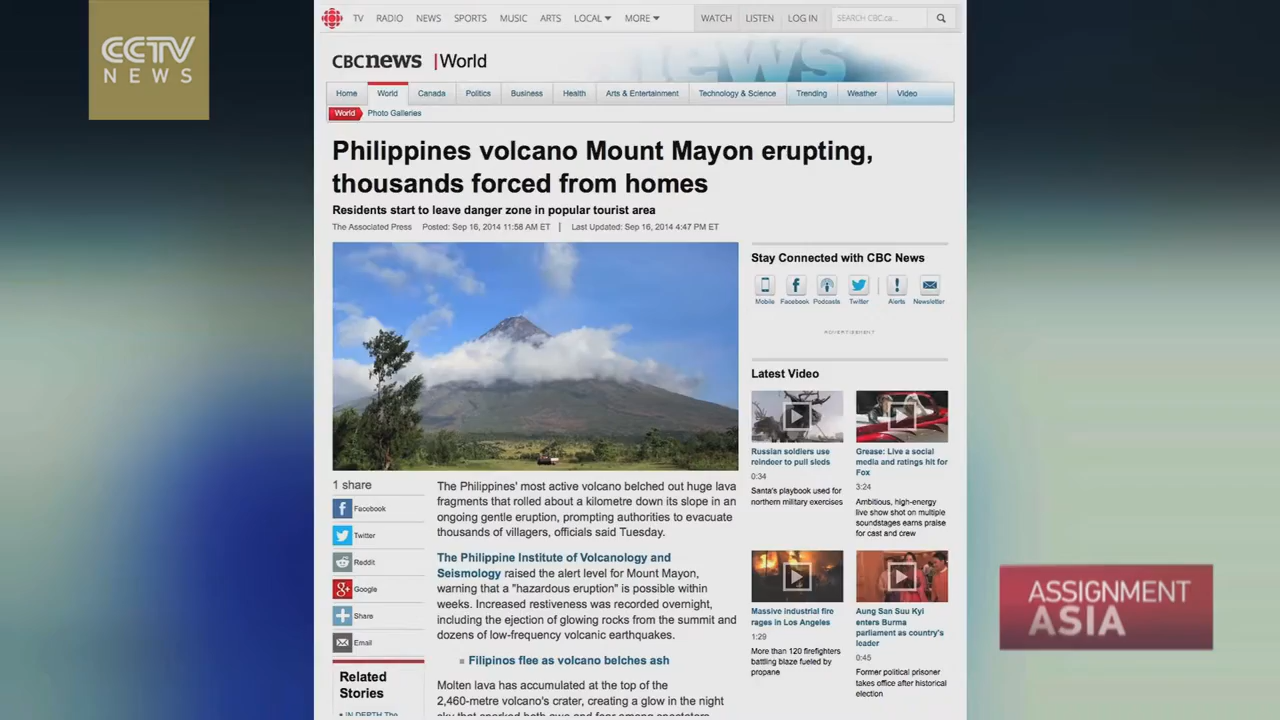 CCTV
NEWS
TV RADIO NEWS SPORTS MUSIC ARTS LOCAL MORE WATCH LISTEN LOG IN SEARCH CBC.ca...
CBCnews | World
Home World Canada Politics Business Health Arts & Entertainment Technology & Science Trending Weather Video
World Photo Galleries
Philippines volcano Mount Mayon erupting,
thousands forced from homes
Residents start to leave danger zone in popular tourist area
The Associated Press Posted: Sep 16, 2014 11:58 AM ET | Last Updated: Sep 16, 2014 4:47 PM ET
1 share
Facebook
Twitter
Reddit
Google
Share
Email
Related
Stories
IN DEPTH The
The Philippines' most active volcano belched out huge lava
fragments that rolled about a kilometre down its slope in an
ongoing gentle eruption, prompting authorities to evacuate
thousands of villagers, officials said Tuesday.
The Philippine Institute of Volcanology and
Seismology raised the alert level for Mount Mayon,
warning that a "hazardous eruption" is possible within
weeks. Increased restiveness was recorded overnight,
including the ejection of glowing rocks from the summit and
dozens of low-frequency volcanic earthquakes.
Filipinos flee as volcano belches ash
Molten lava has accumulated at the top of the
2,460-metre volcano's crater, creating a glow in the night
sky that sparked both awe and fear among spectators
Stay Connected with CBC News
Mobile Facebook Podcasts Twitter Alerts Newsletter
ADVERTISEMENT
Latest Video
Russian soldiers use
reindeer to pull sleds
0:34
Santa's playbook used for
northern military exercises
Grease: Live a social
media and ratings hit for
Fox
3:24
Ambitious, high-energy
live show shot on multiple
soundstages earns praise
for cast and crew
Massive industrial fire
rages in Los Angeles
1:29
More than 120 firefighters
battling blaze fueled by
propane
Aung San Suu Kyi
enters Burma
parliament as country's
leader
0:45
Former political prisoner
takes office after historical
election
ASSIGNMENT
ASIA